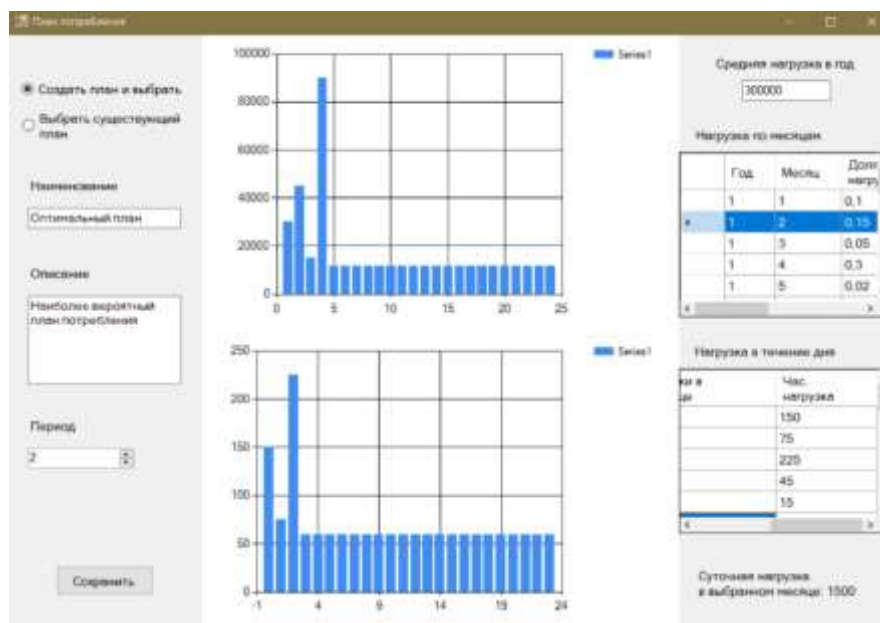 План потребления
Создать план и выбрать
Выбрать существующий
план
Наименование
Оптимальный план
Описание
Наиболее вероятный
план потребления
Период
2
Сохранить
100000
80000
60000
40000
20000
0
0 5 10 15 20 25
Series1
250
200
150
100
50
0
-1 4 9 14 19 24
Series1
Средняя нагрузка в год
300000
Нагрузка по месяцам
Год Месяц Доля
нагру
1 1 0.1
1 2 0.15
1 3 0.05
1 4 0.3
1 5 0.02
Нагрузка в течение дня
ки в Час.
нагрузка
150
75
225
45
15
Суточная нагрузка
в выбранном месяце: 1500